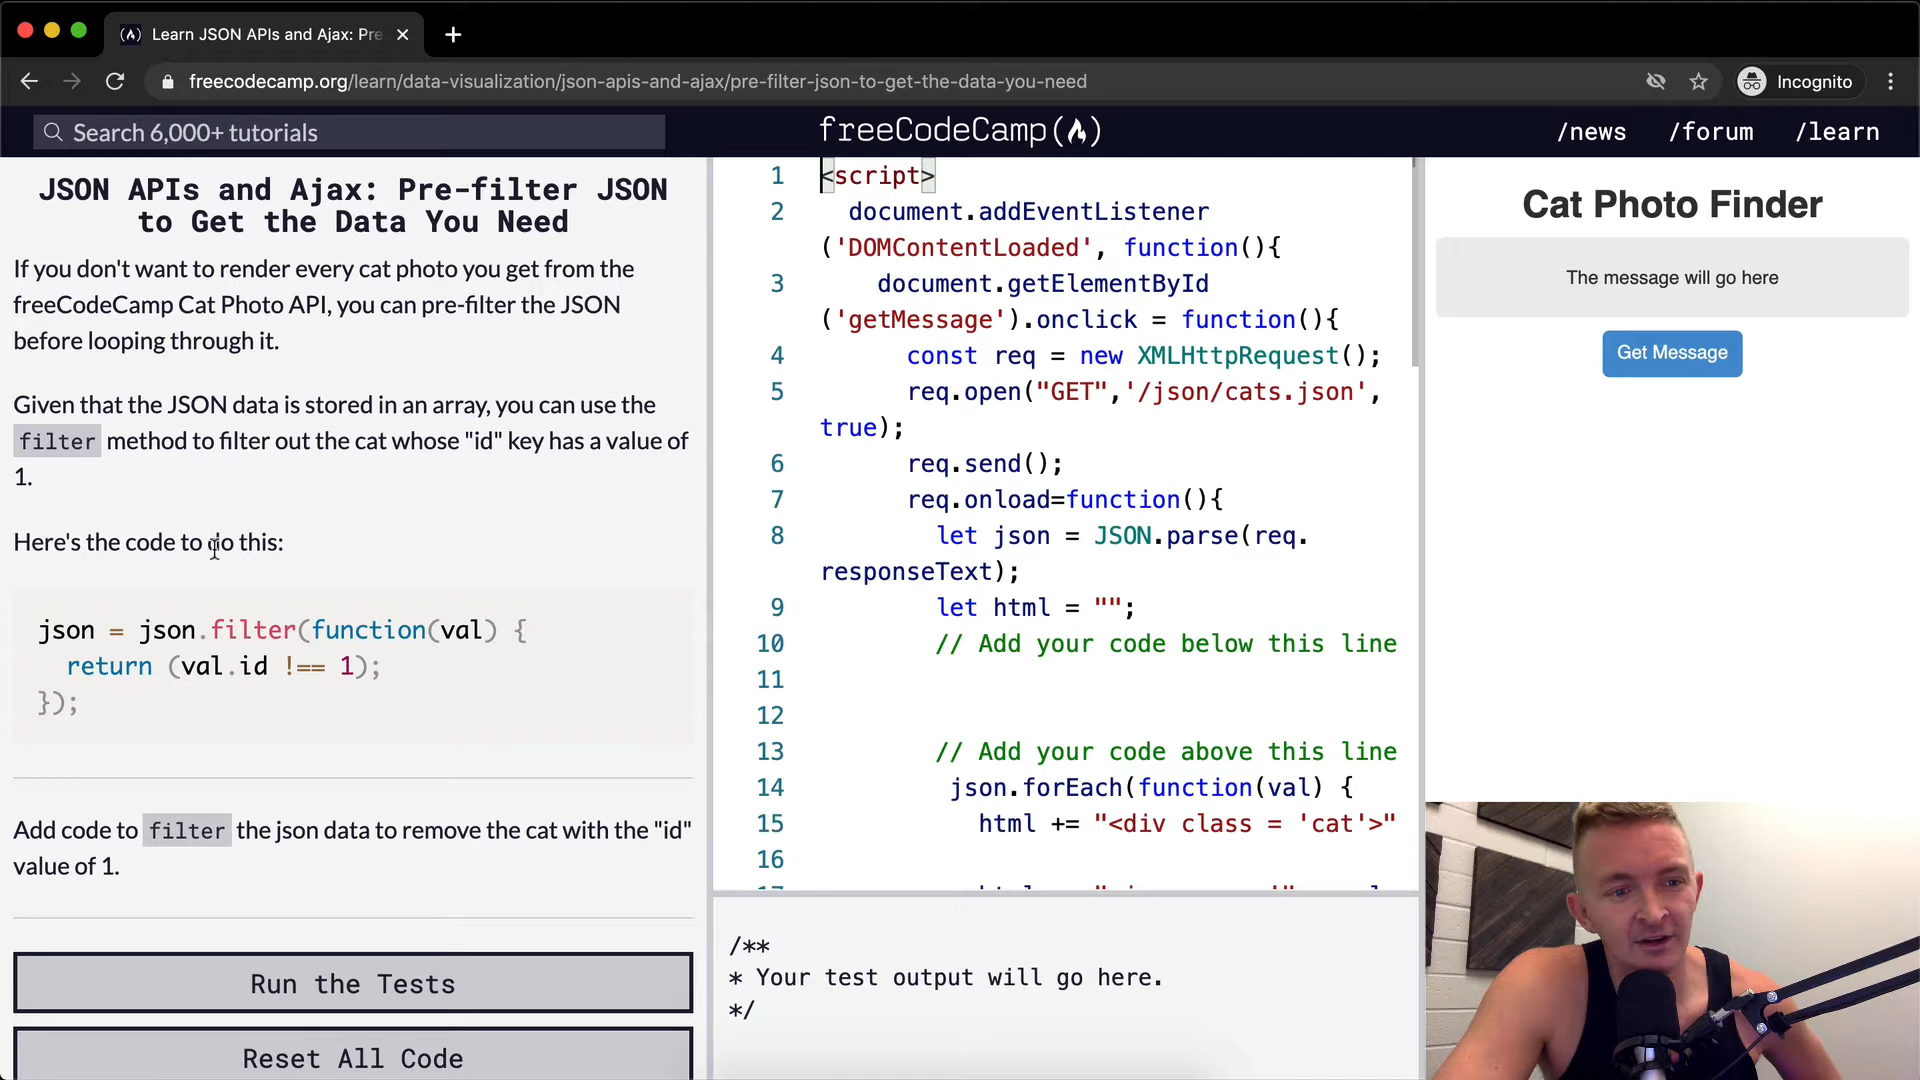 Learn JSON APIs and Ajax: Pre
freecodecamp.org/learn/data-visualization/json-apis-and-ajax/pre-filter-json-to-get-the-data-you-need
Incognito
Search 6,000+ tutorials
freeCodeCamp(🔥)
/news /forum /learn
JSON APIs and Ajax: Pre-filter JSON
to Get the Data You Need
If you don't want to render every cat photo you get from the
freeCodeCamp Cat Photo API, you can pre-filter the JSON
before looping through it.
Given that the JSON data is stored in an array, you can use the
filter method to filter out the cat whose "id" key has a value of
1.
Here's the code to do this:
json = json.filter(function(val) {
return (val.id !== 1);
});
Add code to filter the json data to remove the cat with the "id"
value of 1.
Run the Tests
Reset All Code
1 <script>
2 document.addEventListener
('DOMContentLoaded', function(){
3 document.getElementById
('getMessage').onclick = function(){
4 const req = new XMLHttpRequest();
5 req.open("GET",'/json/cats.json',
true);
6 req.send();
7 req.onload=function(){
8 let json = JSON.parse(req.
responseText);
9 let html = "";
10 // Add your code below this line
11
12
13 // Add your code above this line
14 json.forEach(function(val) {
15 html += "<div class = 'cat'>"
16
/**
* Your test output will go here.
*/
Cat Photo Finder
The message will go here
Get Message